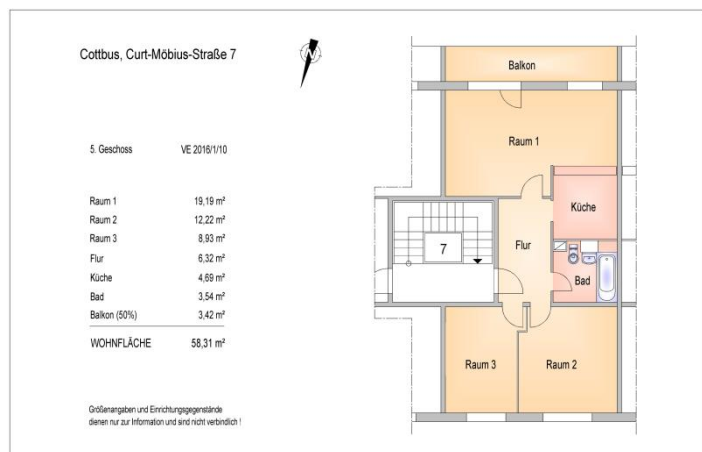 Cottbus, Curt-Möbius-Straße 7
N
5. Geschoss VE 2016/1/10
Raum 1 19,19 m²
Raum 2 12,22 m²
Raum 3 8,93 m²
Flur 6,32 m²
Küche 4,69 m²
Bad 3,54 m²
Balkon (50%) 3,42 m²
WOHNFLÄCHE 58,31 m²
Größenangaben und Einrichtungsgegenstände
dienen nur zur Information und sind nicht verbindlich !
Balkon
Raum 1
Küche
7
Flur
Bad
Raum 3
Raum 2